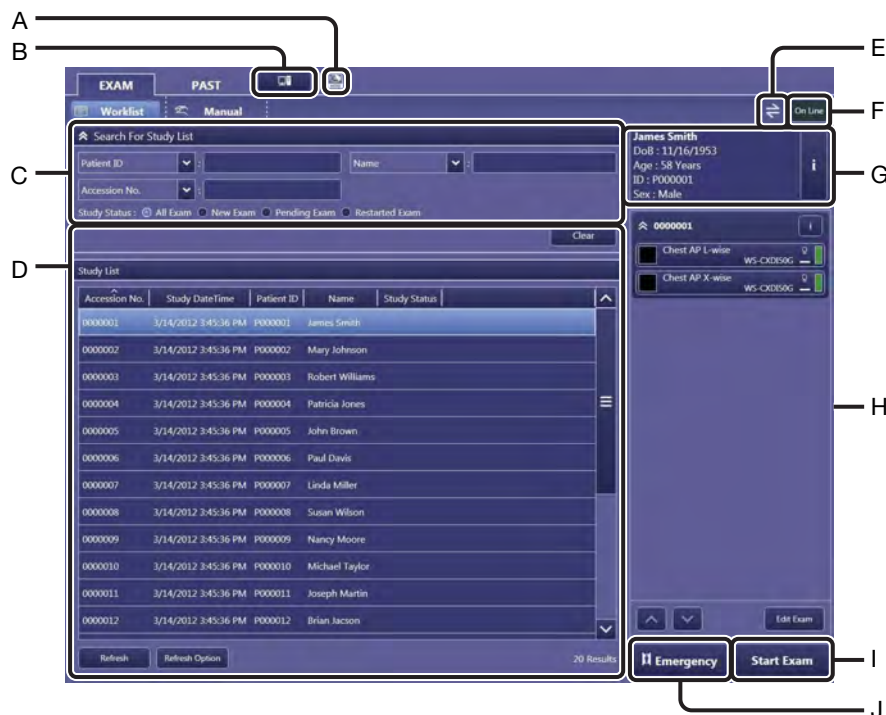 A
B
E
EXAM PAST
Worklist Manual On Line F
Search For Study List
James Smith
DoB : 11/16/1953
Age : 58 Years
ID : P000001
Sex : Male
i
G
C
Patient ID : Name :
Accession No. :
Study Status : All Exam New Exam Pending Exam Restarted Exam
Clear
D
Study List
Accession No. Study DateTime Patient ID Name Study Status
0000001 3/14/2012 3:45:36 PM P000001 James Smith
0000002 3/14/2012 3:45:36 PM P000002 Mary Johnson
0000003 3/14/2012 3:45:36 PM P000003 Robert Williams
0000004 3/14/2012 3:45:36 PM P000004 Patricia Jones
0000005 3/14/2012 3:45:36 PM P000005 John Brown
0000006 3/14/2012 3:45:36 PM P000006 Paul Davis
0000007 3/14/2012 3:45:36 PM P000007 Linda Miller
0000008 3/14/2012 3:45:36 PM P000008 Susan Wilson
0000009 3/14/2012 3:45:36 PM P000009 Nancy Moore
0000010 3/14/2012 3:45:36 PM P000010 Michael Taylor
0000011 3/14/2012 3:45:36 PM P000011 Joseph Martin
0000012 3/14/2012 3:45:36 PM P000012 Brian Jacson
Refresh Refresh Option 20 Results
0000001 i
Chest AP L-wise
WS-CXDI50G
Chest AP X-wise
WS-CXDI50G
H
Edit Exam
Emergency Start Exam I
J